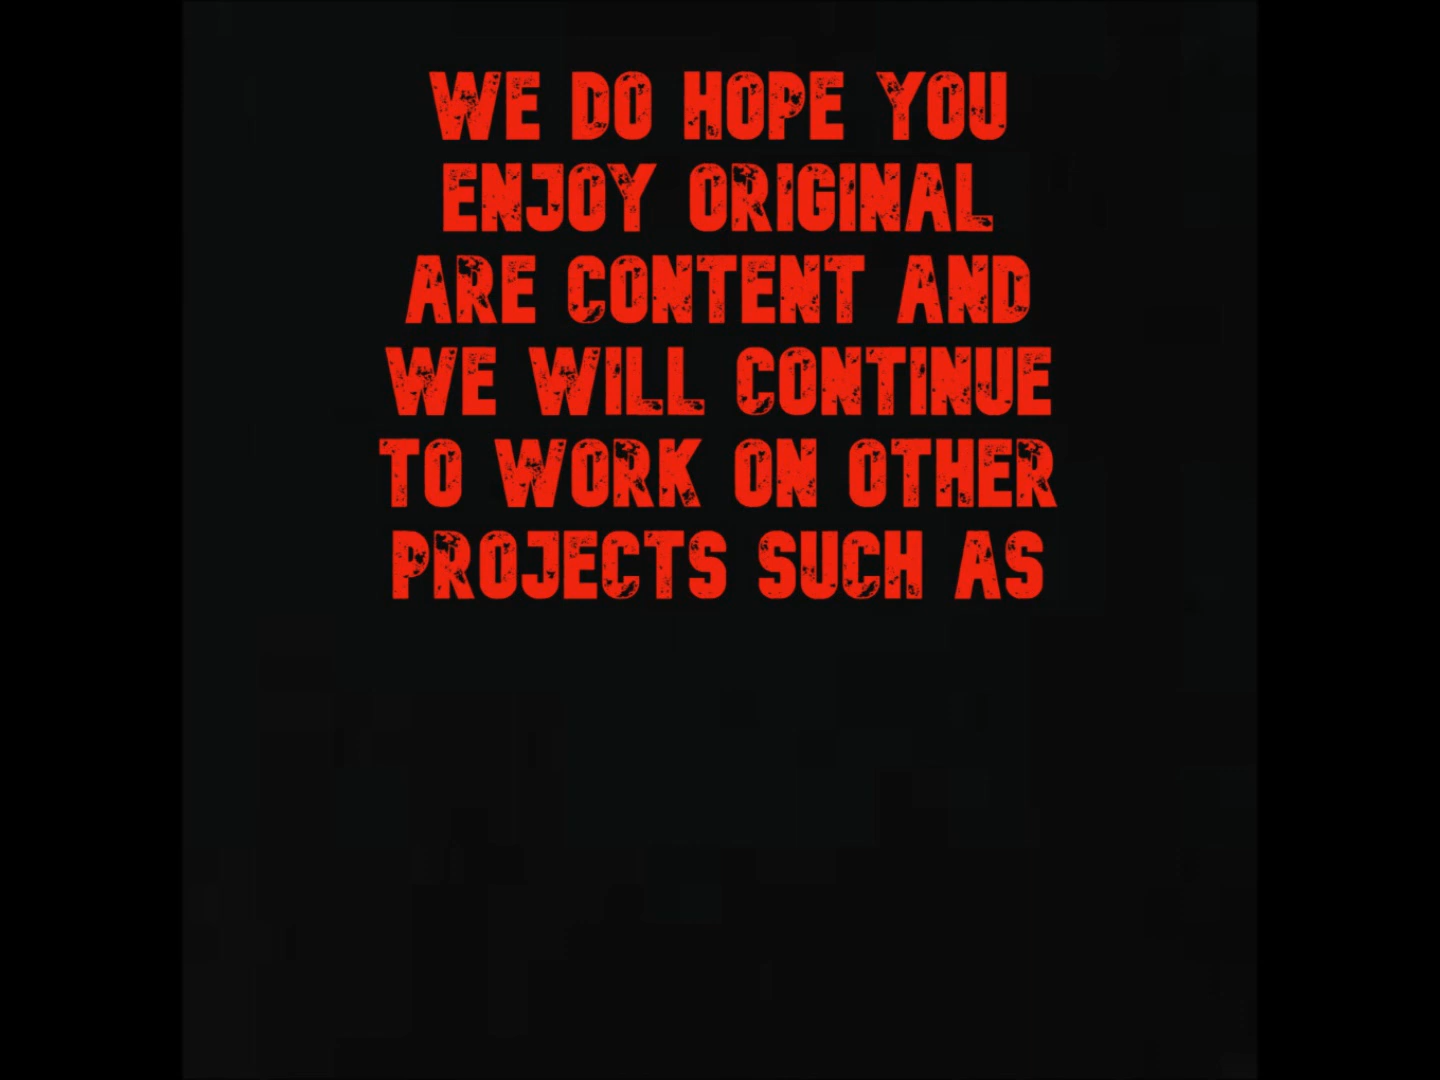 WE DO HOPE YOU
ENJOY ORIGINAL
ARE CONTENT AND
WE WILL CONTINUE
TO WORK ON OTHER
PROJECTS SUCH AS